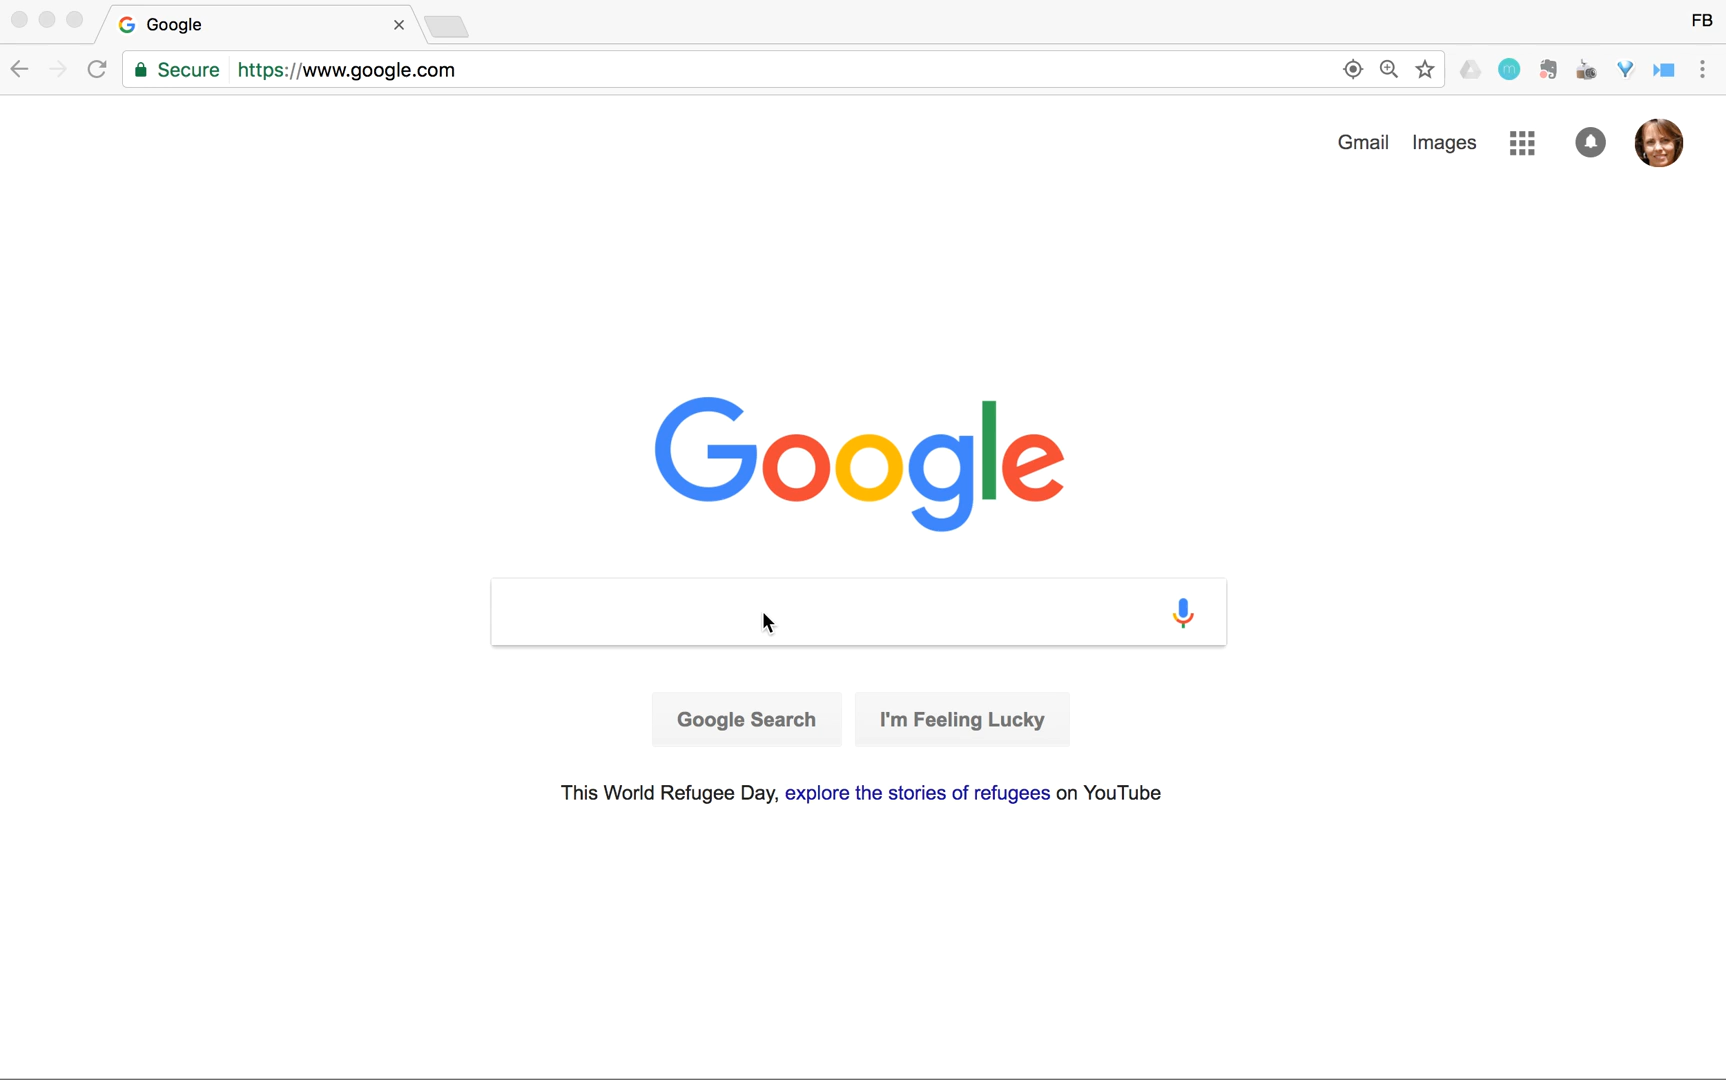 Google
FB
Secure https://www.google.com
m
Gmail Images
Google
Google Search I'm Feeling Lucky
This World Refugee Day, explore the stories of refugees on YouTube